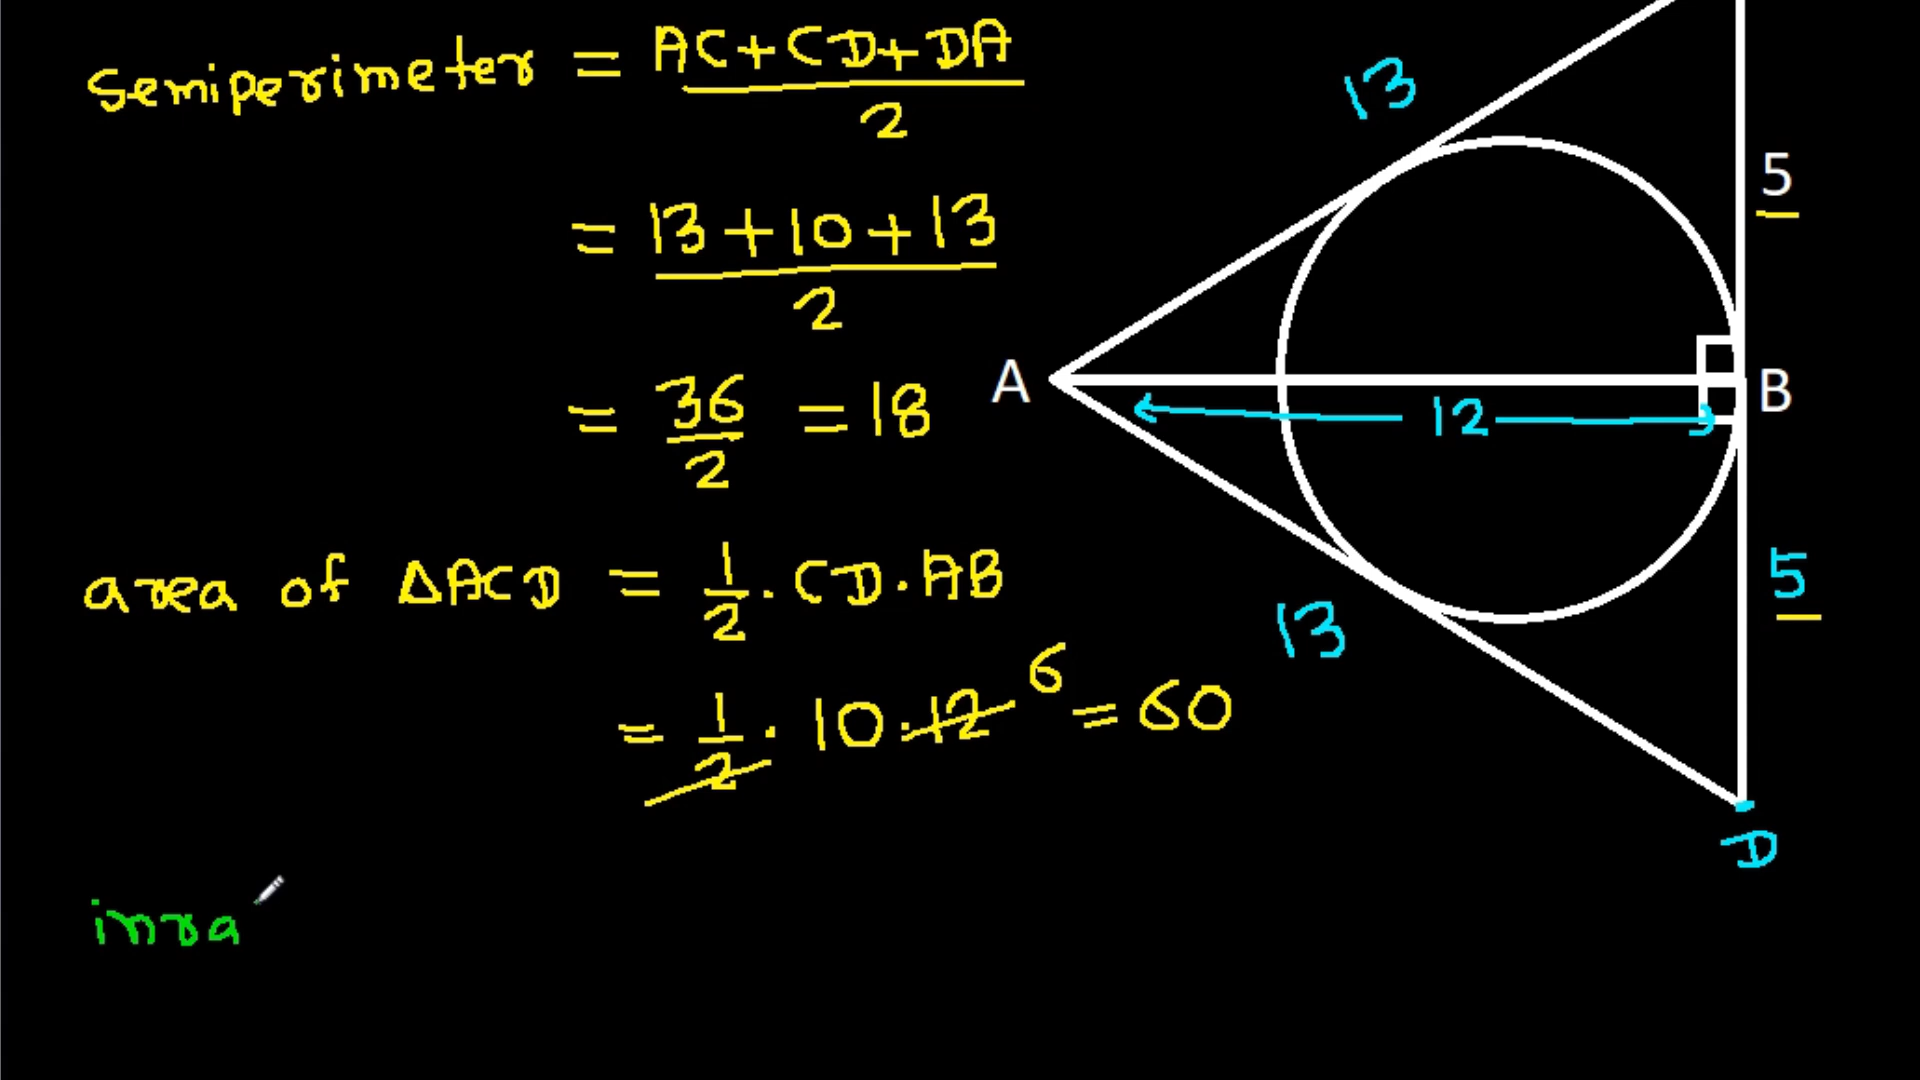 Semiperimeter = AC+CD+DA
2
= 13+10+13
2
= 36 = 18
2
area of ΔACD = 1 . CD.AB
2
= 1 . 10.12 6 = 60
2
inra
13
5
A
B
12
5
13
D